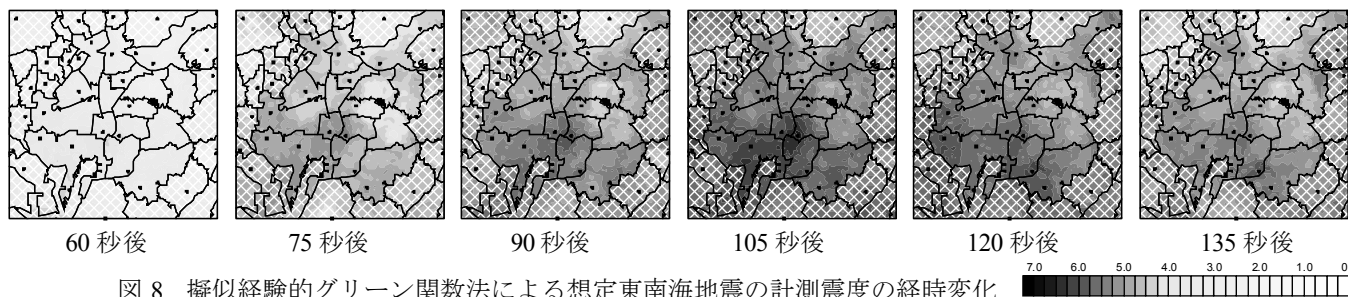 60 秒後 75 秒後 90 秒後 105 秒後 120 秒後 135 秒後
7.0 6.0 5.0 4.0 3.0 2.0 1.0 0
図 8 擬似経験的グリーン関数法による想定東南海地震の計測震度の経時変化